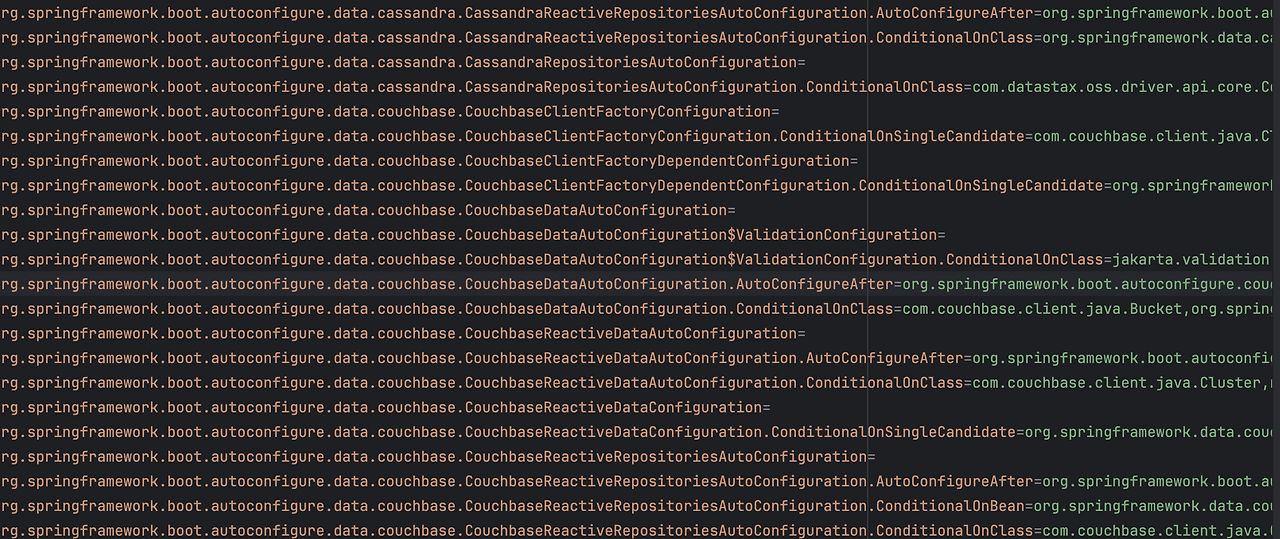 rg.springframework.boot.autoconfigure.data.cassandra.CassandraReactiveRepositoriesAutoConfiguration.AutoConfigureAfter=org.springframework.boot.au
rg.springframework.boot.autoconfigure.data.cassandra.CassandraReactiveRepositoriesAutoConfiguration.ConditionalOnClass=org.springframework.data.ca
rg.springframework.boot.autoconfigure.data.cassandra.CassandraRepositoriesAutoConfiguration=
rg.springframework.boot.autoconfigure.data.cassandra.CassandraRepositoriesAutoConfiguration.ConditionalOnClass=com.datastax.oss.driver.api.core.Cq
rg.springframework.boot.autoconfigure.data.couchbase.CouchbaseClientFactoryConfiguration=
rg.springframework.boot.autoconfigure.data.couchbase.CouchbaseClientFactoryConfiguration.ConditionalOnSingleCandidate=com.couchbase.client.java.Cl
rg.springframework.boot.autoconfigure.data.couchbase.CouchbaseClientFactoryDependentConfiguration=
rg.springframework.boot.autoconfigure.data.couchbase.CouchbaseClientFactoryDependentConfiguration.ConditionalOnSingleCandidate=org.springframework
rg.springframework.boot.autoconfigure.data.couchbase.CouchbaseDataAutoConfiguration=
rg.springframework.boot.autoconfigure.data.couchbase.CouchbaseDataAutoConfiguration$ValidationConfiguration=
rg.springframework.boot.autoconfigure.data.couchbase.CouchbaseDataAutoConfiguration$ValidationConfiguration.ConditionalOnClass=jakarta.validation
rg.springframework.boot.autoconfigure.data.couchbase.CouchbaseDataAutoConfiguration.AutoConfigureAfter=org.springframework.boot.autoconfigure.couc
rg.springframework.boot.autoconfigure.data.couchbase.CouchbaseDataAutoConfiguration.ConditionalOnClass=com.couchbase.client.java.Bucket,org.spring
rg.springframework.boot.autoconfigure.data.couchbase.CouchbaseReactiveDataAutoConfiguration=
rg.springframework.boot.autoconfigure.data.couchbase.CouchbaseReactiveDataAutoConfiguration.AutoConfigureAfter=org.springframework.boot.autoconfig
rg.springframework.boot.autoconfigure.data.couchbase.CouchbaseReactiveDataAutoConfiguration.ConditionalOnClass=com.couchbase.client.java.Cluster,r
rg.springframework.boot.autoconfigure.data.couchbase.CouchbaseReactiveDataConfiguration=
rg.springframework.boot.autoconfigure.data.couchbase.CouchbaseReactiveDataConfiguration.ConditionalOnSingleCandidate=org.springframework.data.couc
rg.springframework.boot.autoconfigure.data.couchbase.CouchbaseReactiveRepositoriesAutoConfiguration=
rg.springframework.boot.autoconfigure.data.couchbase.CouchbaseReactiveRepositoriesAutoConfiguration.AutoConfigureAfter=org.springframework.boot.au
rg.springframework.boot.autoconfigure.data.couchbase.CouchbaseReactiveRepositoriesAutoConfiguration.ConditionalOnBean=org.springframework.data.cou
rg.springframework.boot.autoconfigure.data.couchbase.CouchbaseReactiveRepositoriesAutoConfiguration.ConditionalOnClass=com.couchbase.client.java.